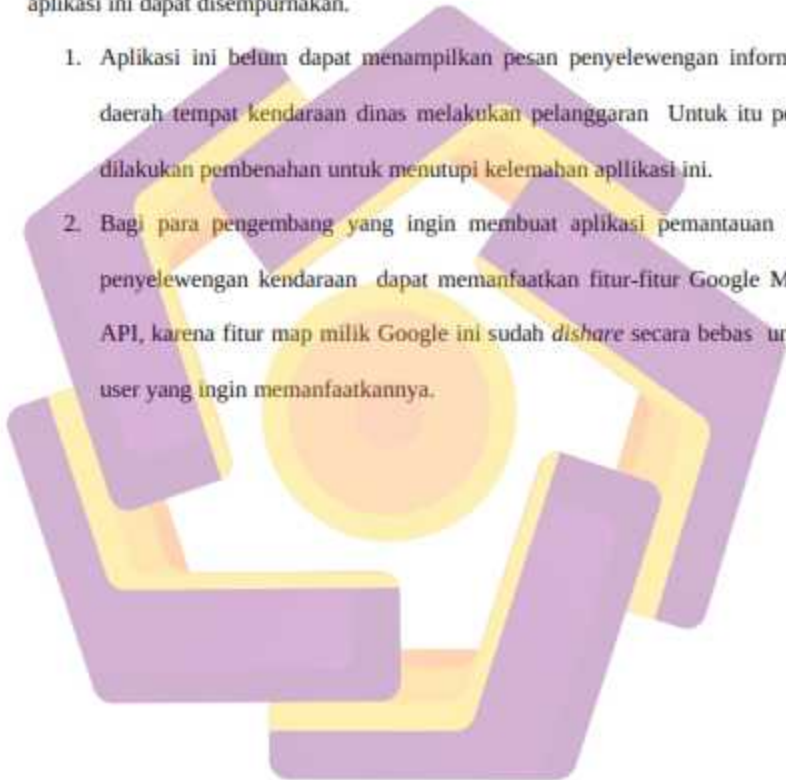 aplikasi ini dapat disempurnakan.
1. Aplikasi ini belum dapat menampilkan pesan penyelewengan inform
daerah tempat kendaraan dinas melakukan pelanggaran Untuk itu pe
dilakukan pembenahan untuk menutupi kelemahan apllikasi ini.
2. Bagi para pengembang yang ingin membuat aplikasi pemantauan
penyelewengan kendaraan dapat memanfaatkan fitur-fitur Google M
API, karena fitur map milik Google ini sudah dishare secara bebas un
user yang ingin memanfaatkannya.